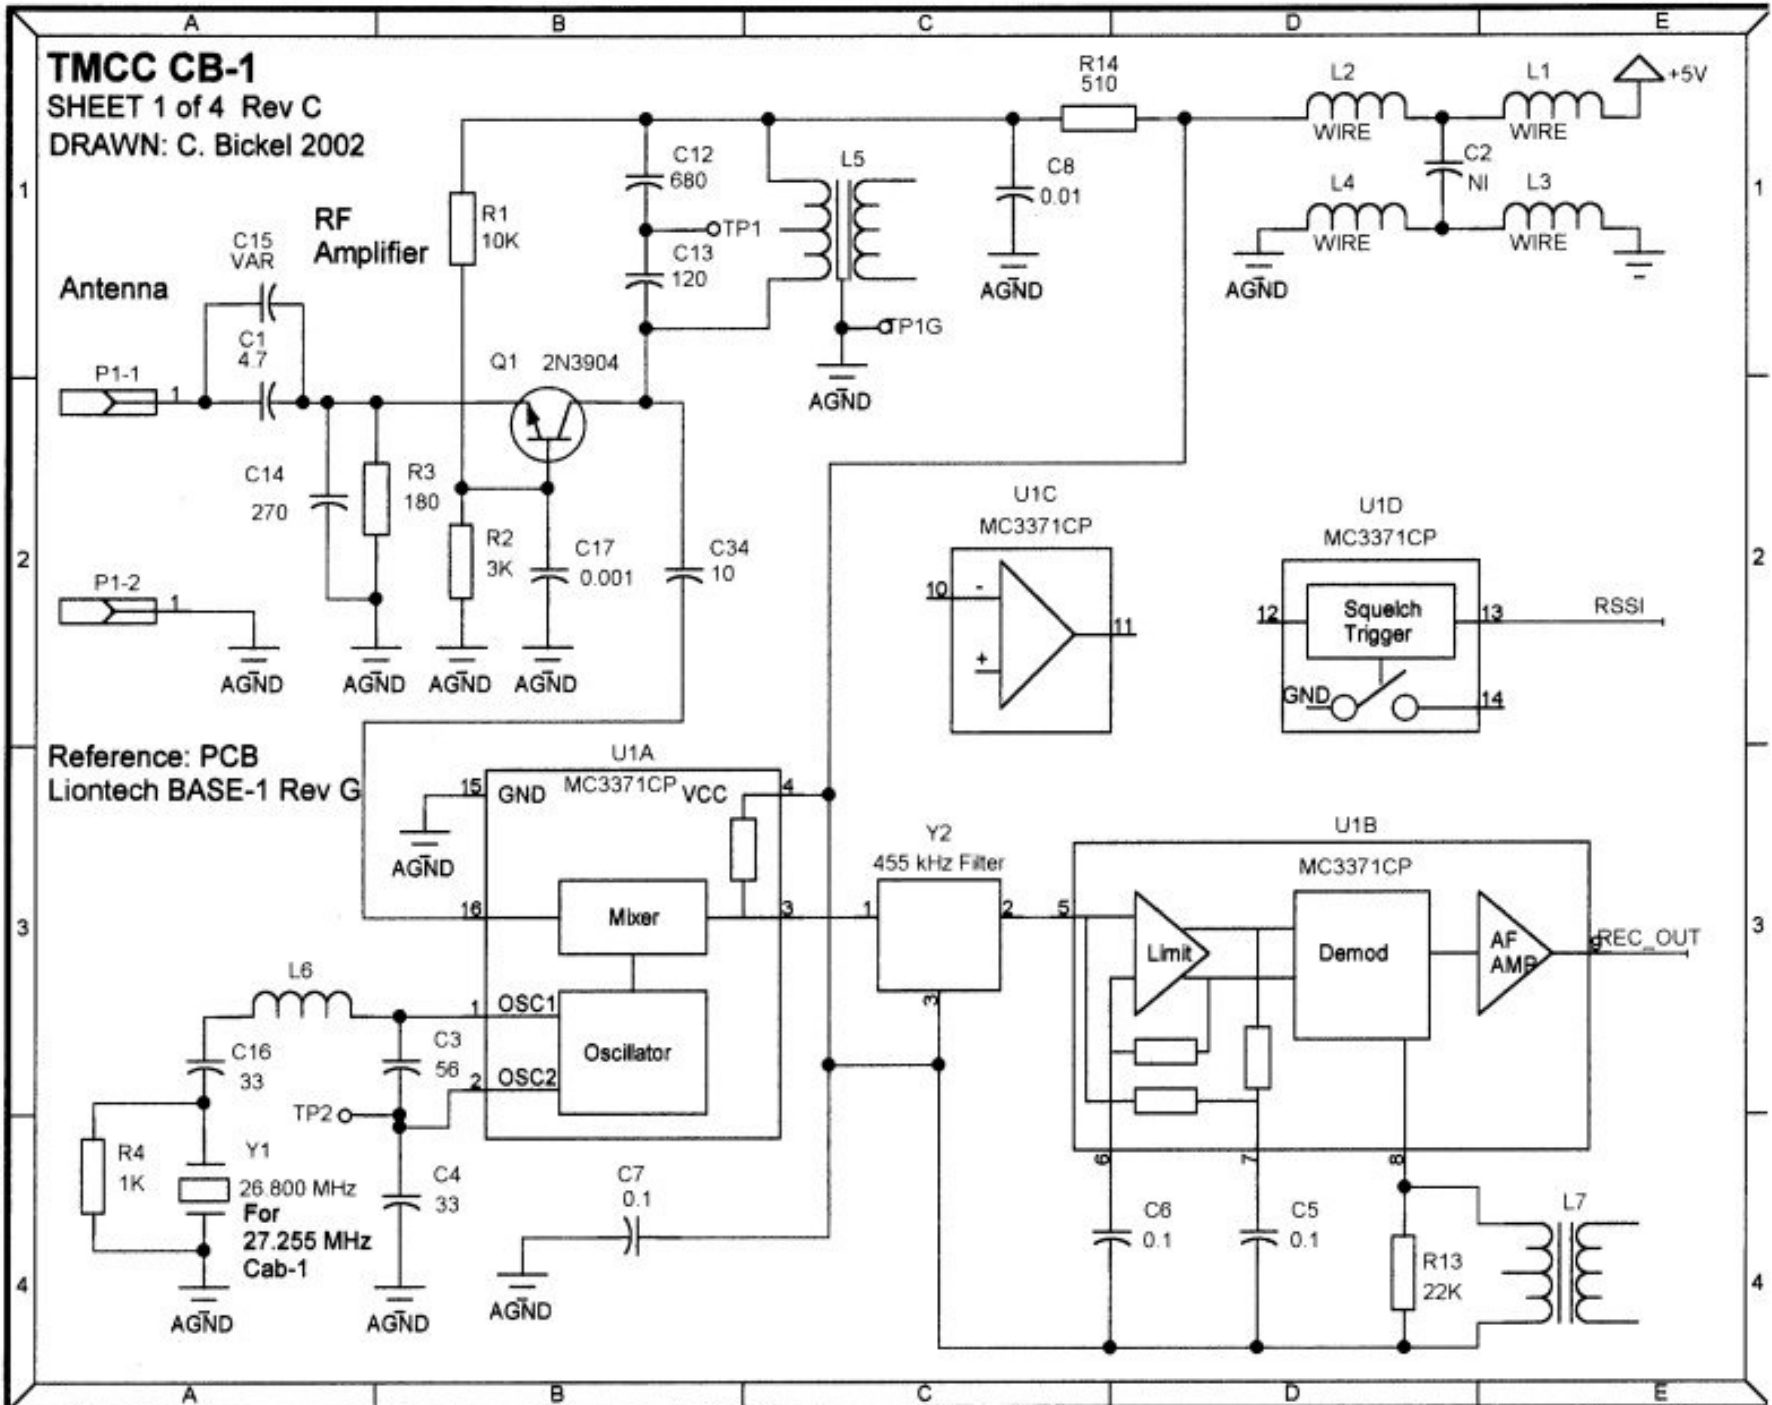 A B C D E
TMCC CB-1
SHEET 1 of 4 Rev C
DRAWN: C. Bickel 2002
R14
510
L2
WIRE
L1
WIRE
+5V
C2
NI
L4
WIRE
L3
WIRE
AGND
1
1
C12
680
L5
C8
0.01
AGND
R1
10K
TP1
C13
120
TP1G
AGND
RF
Amplifier
C15
VAR
Antenna
C1
4.7
Q1 2N3904
P1-1
1
C14
270
R3
180
R2
3K
C17
0.001
C34
10
2
2
P1-2
1
AGND
AGND
AGND
AGND
U1C
MC3371CP
10
-
+
11
U1D
MC3371CP
12
Squelch
Trigger
13
RSSI
GND
14
Reference: PCB
Liontech BASE-1 Rev G
U1A
MC3371CP
15
GND
VCC
4
AGND
16
Mixer
3
1
OSC1
Oscillator
2
OSC2
Y2
455 kHz Filter
1
2
3
U1B
MC3371CP
5
Limit
Demod
AF
AMP
9
REC_OUT
6
7
8
3
3
L6
C16
33
C3
56
TP2
R4
1K
Y1
26.800 MHz
For
27.255 MHz
Cab-1
C4
33
C7
0.1
AGND
AGND
AGND
C6
0.1
C5
0.1
R13
22K
L7
4
4
A B C D E